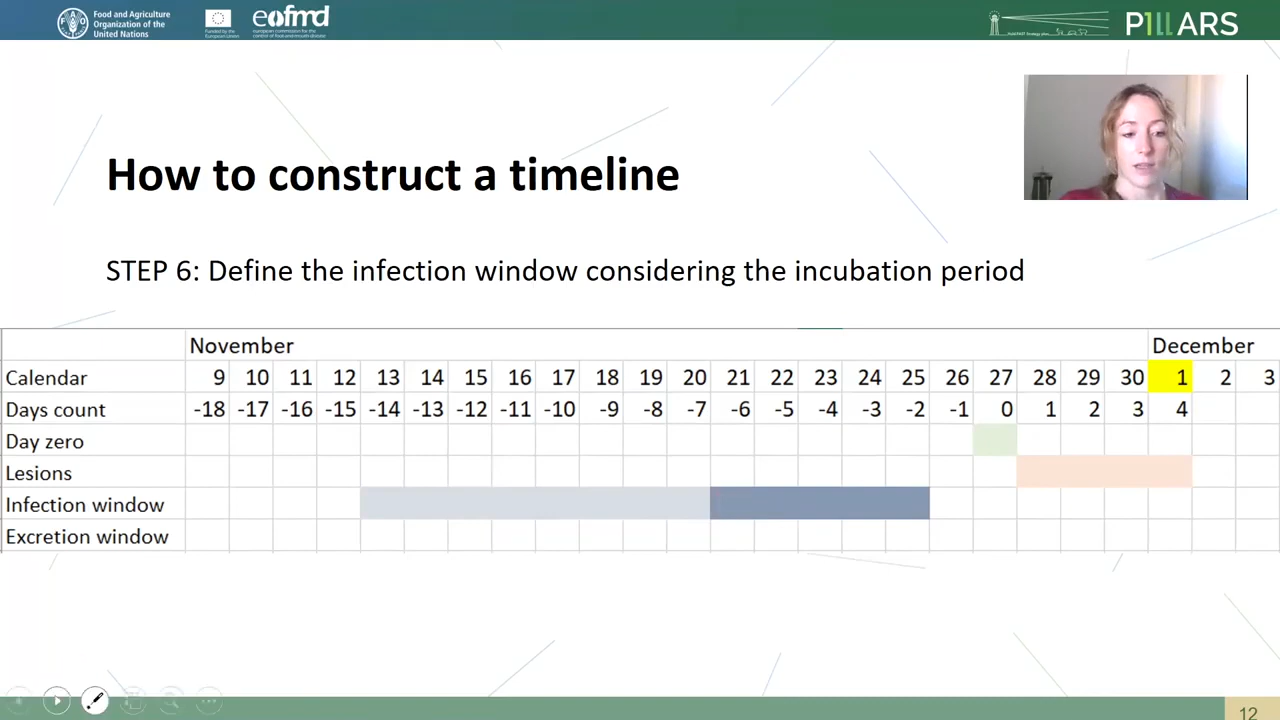 Food and Agriculture
Organization of the
United Nations
eofmd
PILLARS
How to construct a timeline
STEP 6: Define the infection window considering the incubation period
November December
Calendar 9 10 11 12 13 14 15 16 17 18 19 20 21 22 23 24 25 26 27 28 29 30 1 2 3
Days count -18 -17 -16 -15 -14 -13 -12 -11 -10 -9 -8 -7 -6 -5 -4 -3 -2 -1 0 1 2 3 4
Day zero
Lesions
Infection window
Excretion window
12